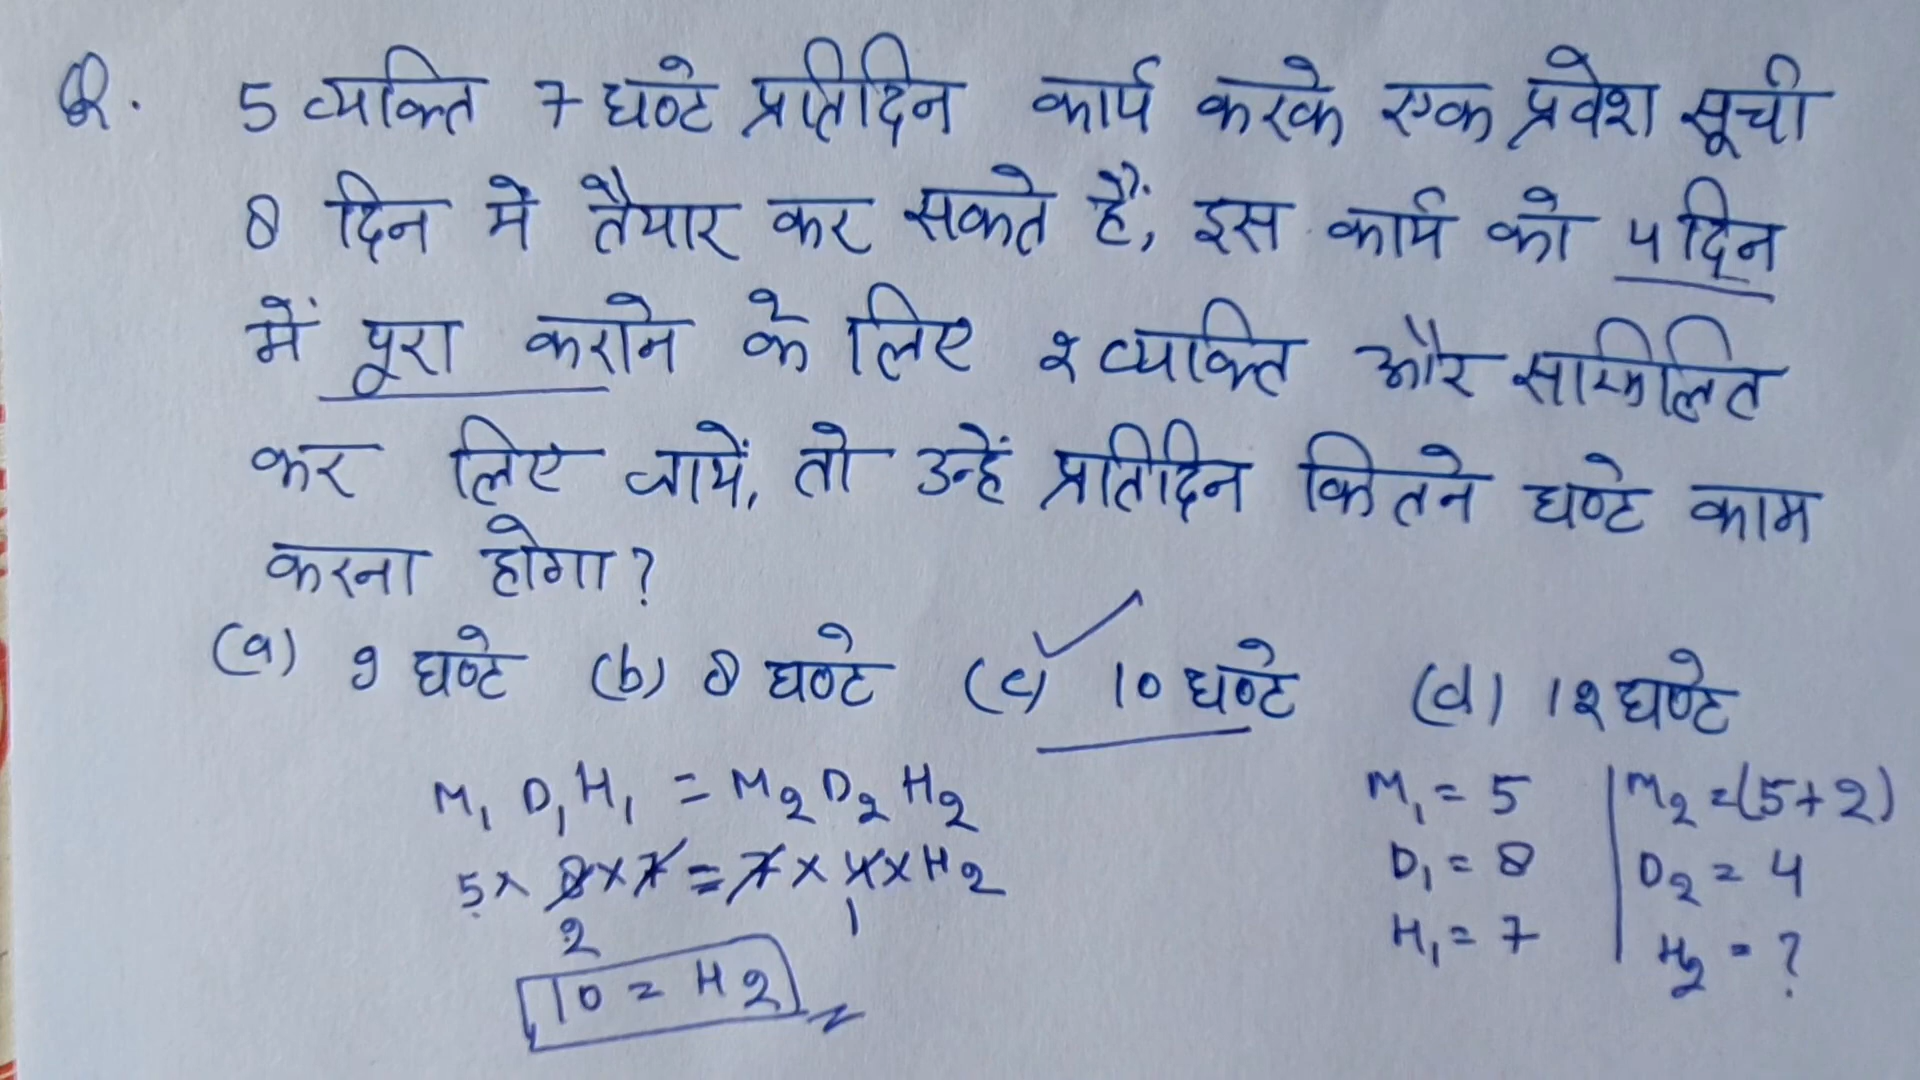 Q. 5 व्यक्ति 7 घण्टे प्रतिदिन कार्य करके एक प्रवेश सूची
8 दिन में तैयार कर सकते हैं, इस कार्य को 4 दिन
में पूरा कराने के लिए 2 व्यक्ति और सम्मिलित
कर लिए जायें, तो उन्हें प्रतिदिन कितने घण्टे काम
करना होगा?
(a) 9 घण्टे (b) 8 घण्टे (c) 10 घण्टे (d) 12 घण्टे
M₁ D₁ H₁ = M₂ D₂ H₂ M₁ = 5 | M₂ = (5+2)
5 × 8 × 7 = 7 × 4 × H₂ D₁ = 8 | D₂ = 4
2 1 H₁ = 7 | H₂ = ?
10 = H₂